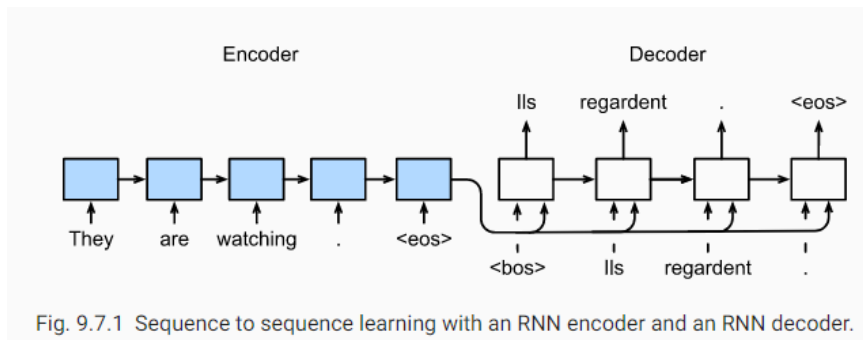 Encoder Decoder
Ils regardent . <eos>
They are watching . <eos>
<bos> Ils regardent .
Fig. 9.7.1 Sequence to sequence learning with an RNN encoder and an RNN decoder.